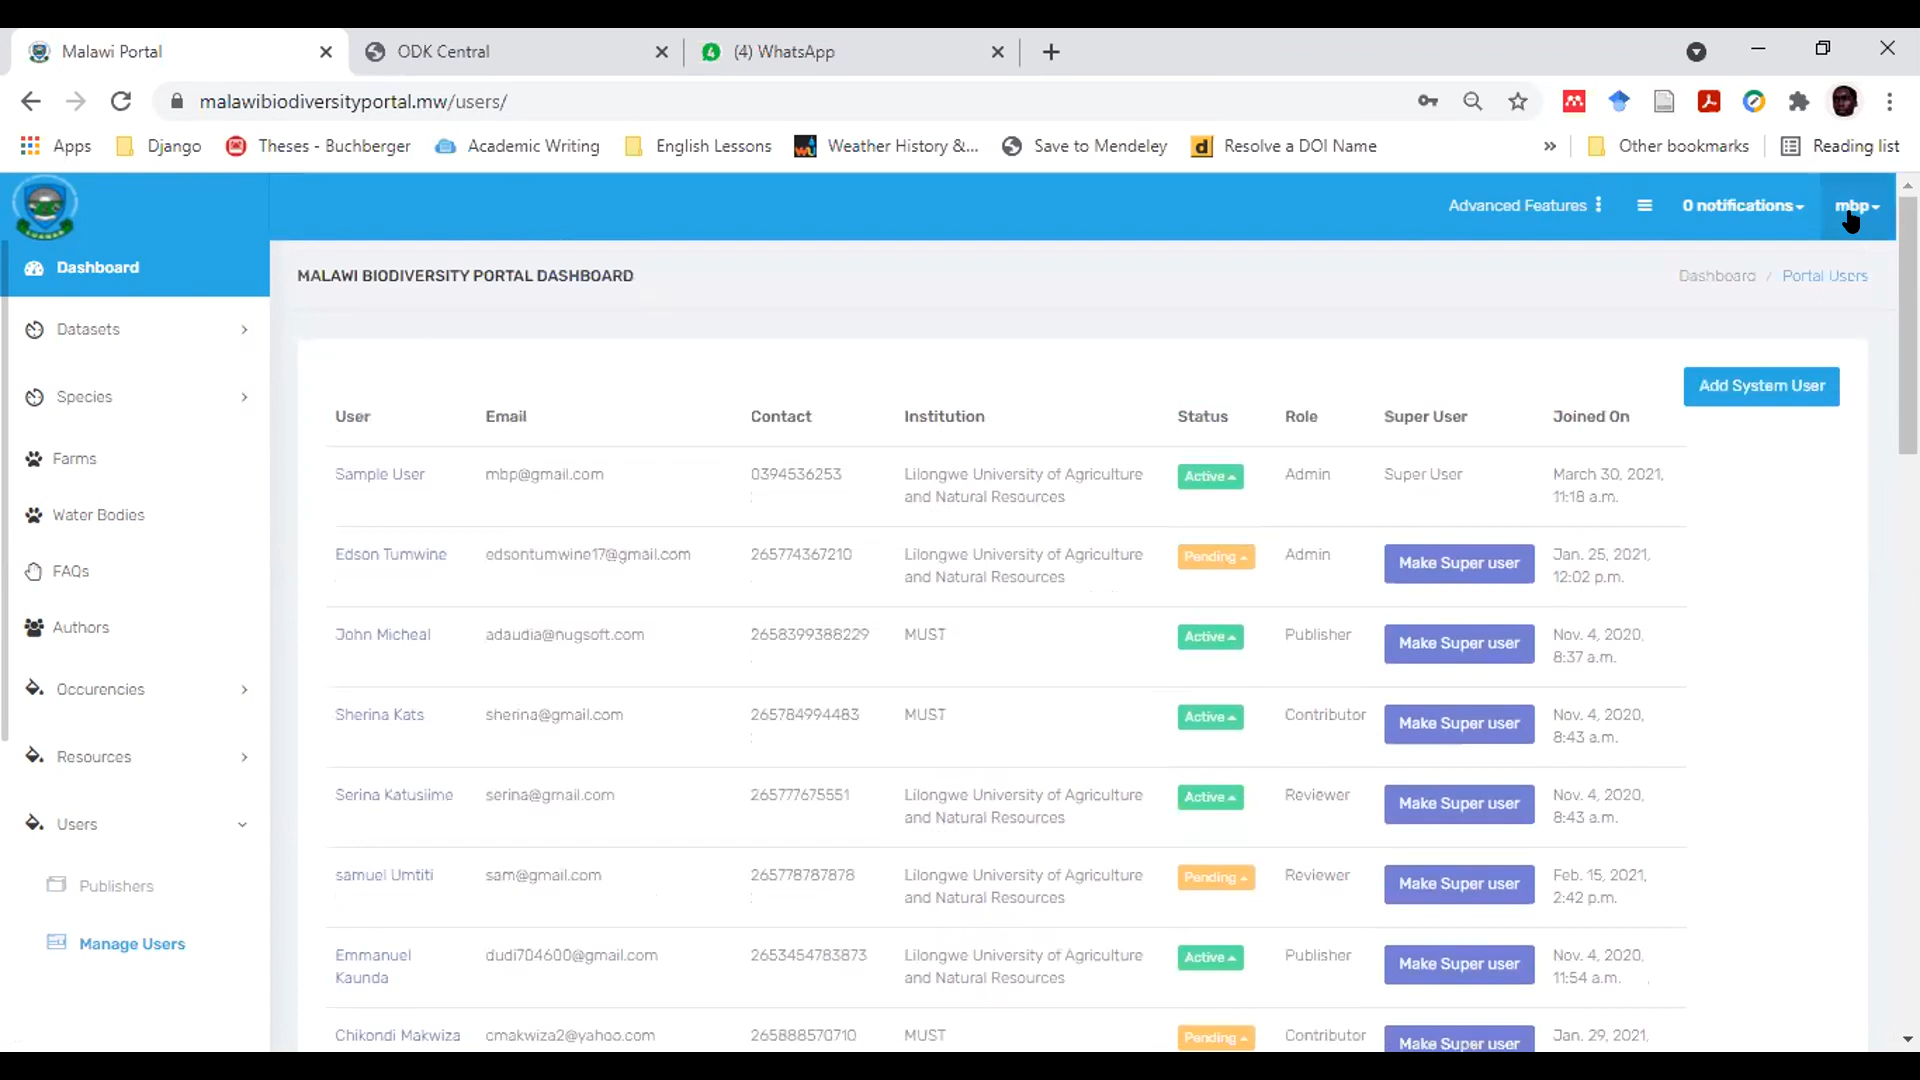 Malawi Portal
ODK Central
(4) WhatsApp
malawibiodiversityportal.mw/users/
Apps
Django
Theses - Buchberger
Academic Writing
English Lessons
Weather History &...
Save to Mendeley
Resolve a DOI Name
»
Other bookmarks
Reading list
Advanced Features
0 notifications
mbp
Dashboard
MALAWI BIODIVERSITY PORTAL DASHBOARD
Dashboard / Portal Users
Datasets
Species
Farms
Water Bodies
FAQs
Authors
Occurencies
Resources
Users
Publishers
Manage Users
Add System User
User Email Contact Institution Status Role Super User Joined On
Sample User mbp@gmail.com 0394536253 Lilongwe University of Agriculture Active Admin Super User March 30, 2021,
and Natural Resources 11:18 a.m.
Edson Tumwine edsontumwine17@gmail.com 265774367210 Lilongwe University of Agriculture Pending Admin Make Super user Jan. 25, 2021,
and Natural Resources 12:02 p.m.
John Micheal adaudia@nugsoft.com 2658399388229 MUST Active Publisher Make Super user Nov. 4, 2020,
8:37 a.m.
Sherina Kats sherina@gmail.com 265784994483 MUST Active Contributor Make Super user Nov. 4, 2020,
8:43 a.m.
Serina Katusiime serina@gmail.com 265777675551 Lilongwe University of Agriculture Active Reviewer Make Super user Nov. 4, 2020,
and Natural Resources 8:43 a.m.
samuel Umtiti sam@gmail.com 265778787878 Lilongwe University of Agriculture Pending Reviewer Make Super user Feb. 15, 2021,
and Natural Resources 2:42 p.m.
Emmanuel dudi704600@gmail.com 2653454783873 Lilongwe University of Agriculture Active Publisher Make Super user Nov. 4, 2020,
Kaunda and Natural Resources 11:54 a.m.
Chikondi Makwiza cmakwiza2@yahoo.com 265888570710 MUST Pending Contributor Make Super user Jan. 29, 2021,